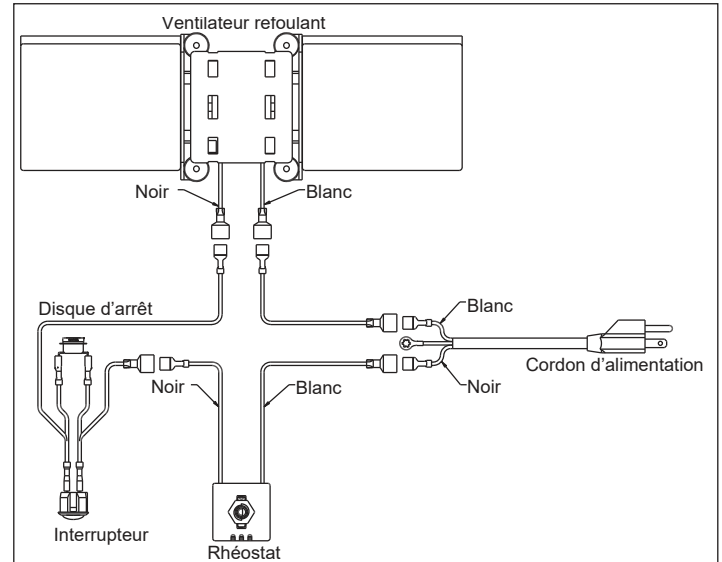 Ventilateur refoulant
Noir
Blanc
Disque d'arrêt
Blanc
Cordon d'alimentation
Noir
Blanc
Noir
Interrupteur
Rhéostat